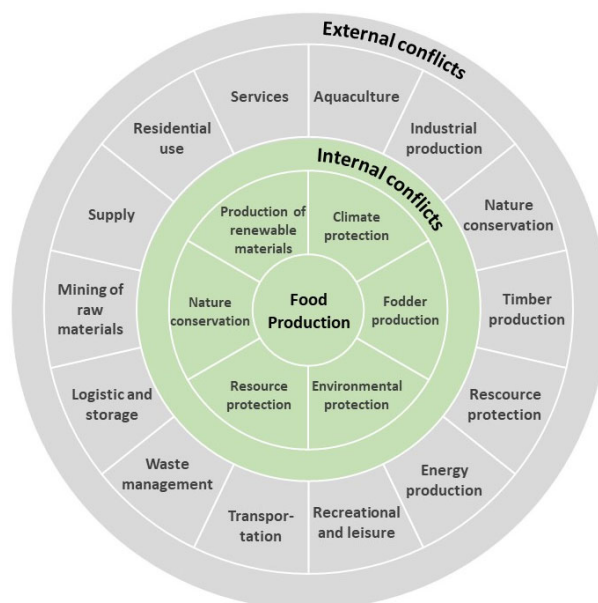 External conflicts
Services
Aquaculture
Residential
use
Industrial
production
Internal conflicts
Supply
Production of
renewable
materials
Climate
protection
Nature
conservation
Mining of
raw
materials
Nature
conservation
Food
Production
Fodder
production
Timber
production
Logistic and
storage
Resource
protection
Environmental
protection
Rescource
protection
Waste
management
Energy
production
Transpor-
tation
Recreational
and leisure